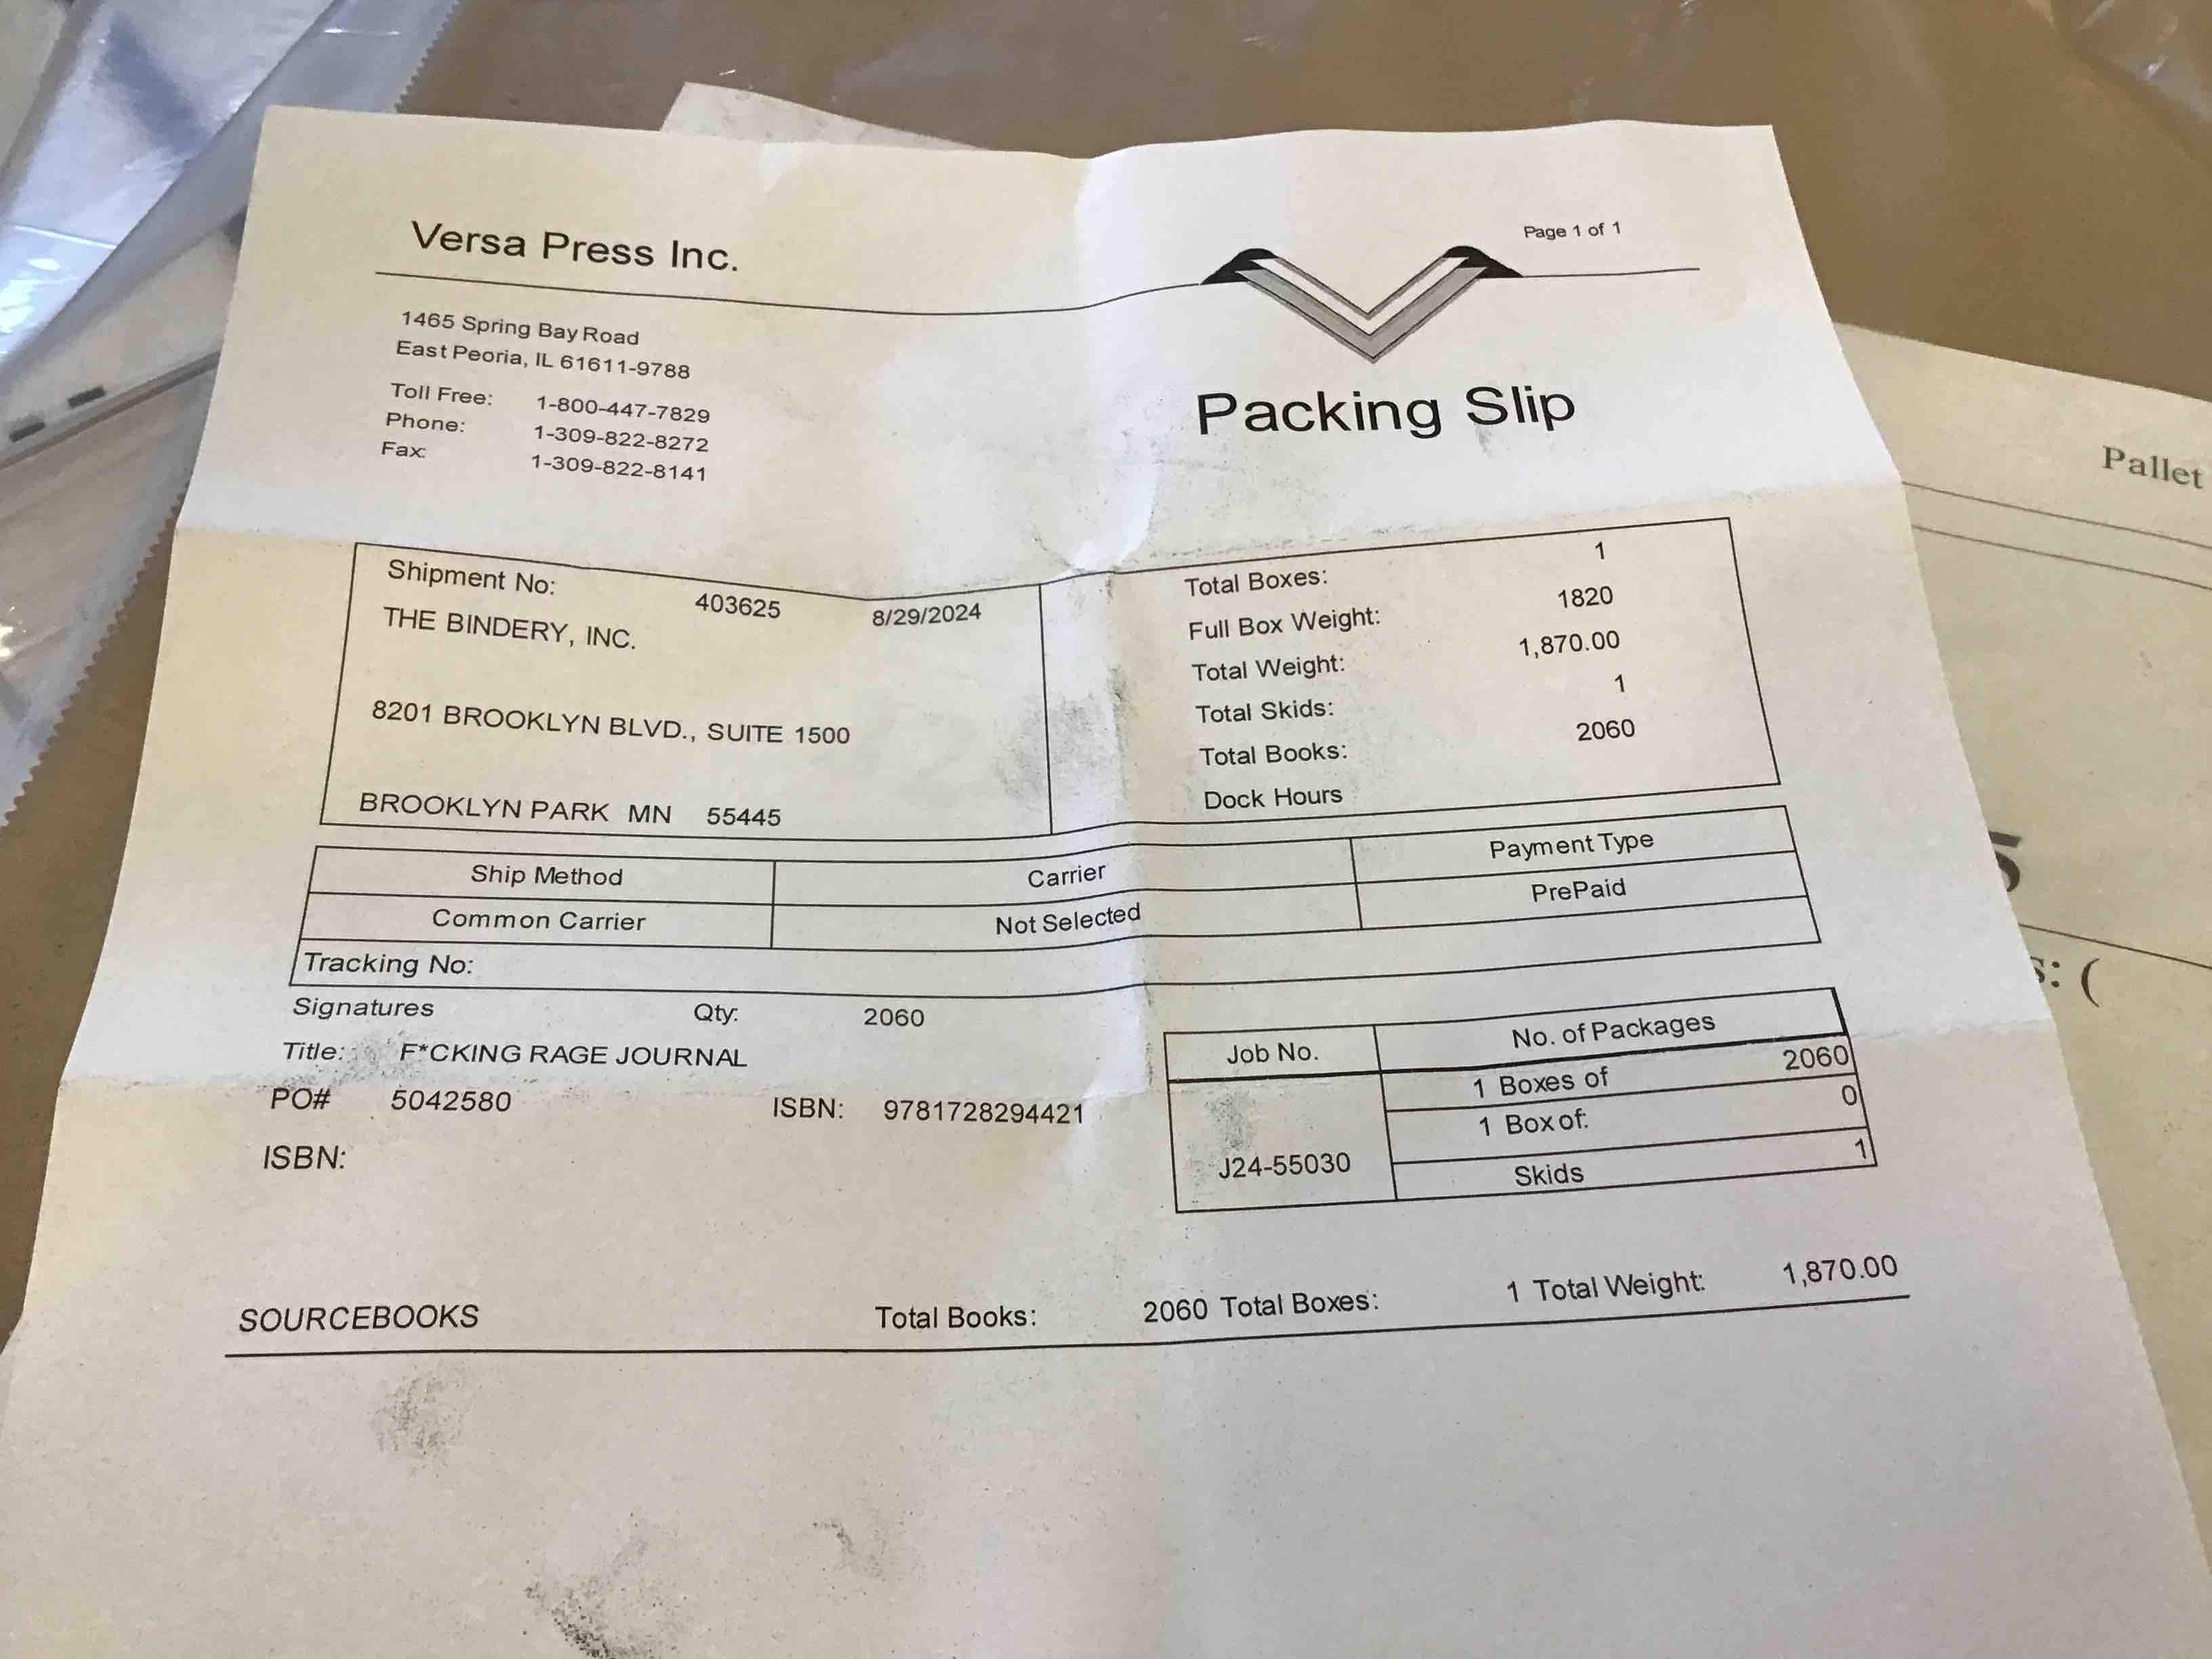 Versa Press Inc.
Page 1 of 1
1465 Spring Bay Road
East Peoria, IL 61611-9788
Toll Free: 1-800-447-7829
Phone: 1-309-822-8272
Fax: 1-309-822-8141
Packing Slip
Shipment No: 403625 8/29/2024
THE BINDERY, INC.
8201 BROOKLYN BLVD., SUITE 1500
BROOKLYN PARK MN 55445
Total Boxes: 1
Full Box Weight: 1820
Total Weight: 1,870.00
Total Skids: 1
Total Books: 2060
Dock Hours
Ship Method Carrier Payment Type
Common Carrier Not Selected PrePaid
Tracking No:
Signatures Qty: 2060
Title: F*CKING RAGE JOURNAL
PO# 5042580 ISBN: 9781728294421
ISBN:
Job No. No. of Packages
1 Boxes of 2060
1 Box of: 0
J24-55030
Skids 1
SOURCEBOOKS Total Books: 2060 Total Boxes: 1 Total Weight: 1,870.00
Pallet
5
s: (